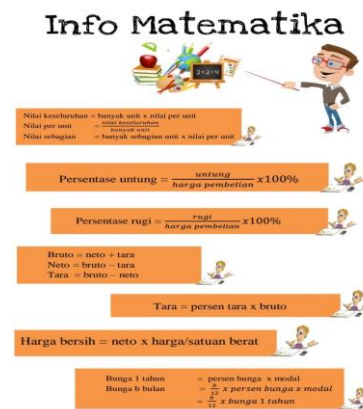 Info Matematika
2+2=4
Nilai keseluruhan = banyak unit x nilai per unit
Nilai per unit = nilai keseluruhan / banyak unit
Nilai sebagian = banyak sebagian unit x nilai per unit
Persentase untung = untung / harga pembelian x100%
Persentase rugi = rugi / harga pembelian x100%
Bruto = neto + tara
Neto = bruto – tara
Tara = bruto – neto
Tara = persen tara x bruto
Harga bersih = neto x harga/satuan berat
Bunga 1 tahun = persen bunga x modal
Bunga b bulan = b/12 x persen bunga x modal
= b/12 x bunga 1 tahun